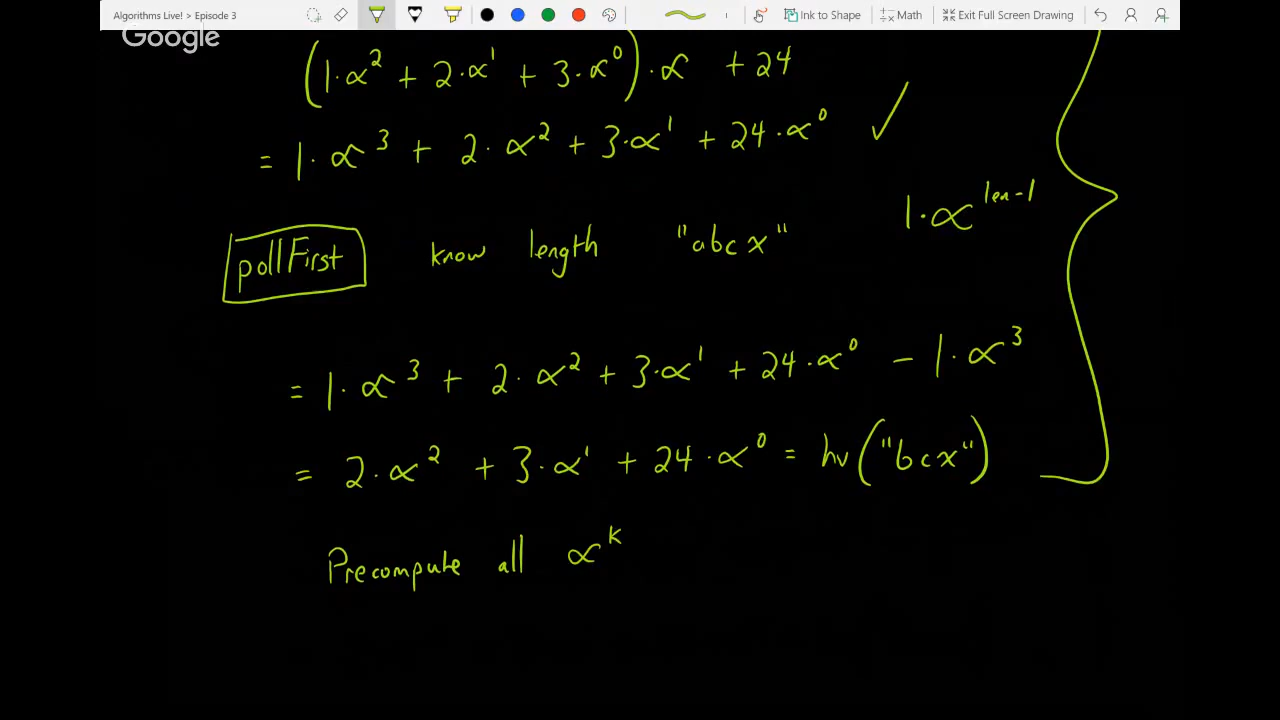 Algorithms Live! > Episode 3
Ink to Shape
Math
Exit Full Screen Drawing
Google
(1·α² + 2·α¹ + 3·α⁰)·α + 24
= 1·α³ + 2·α² + 3·α¹ + 24·α⁰ ✓
1·α^{len-1}
pollFirst know length "abcx"
= 1·α³ + 2·α² + 3·α¹ + 24·α⁰ - 1·α³
= 2·α² + 3·α¹ + 24·α⁰ = hv("bcx")
Precompute all α^k